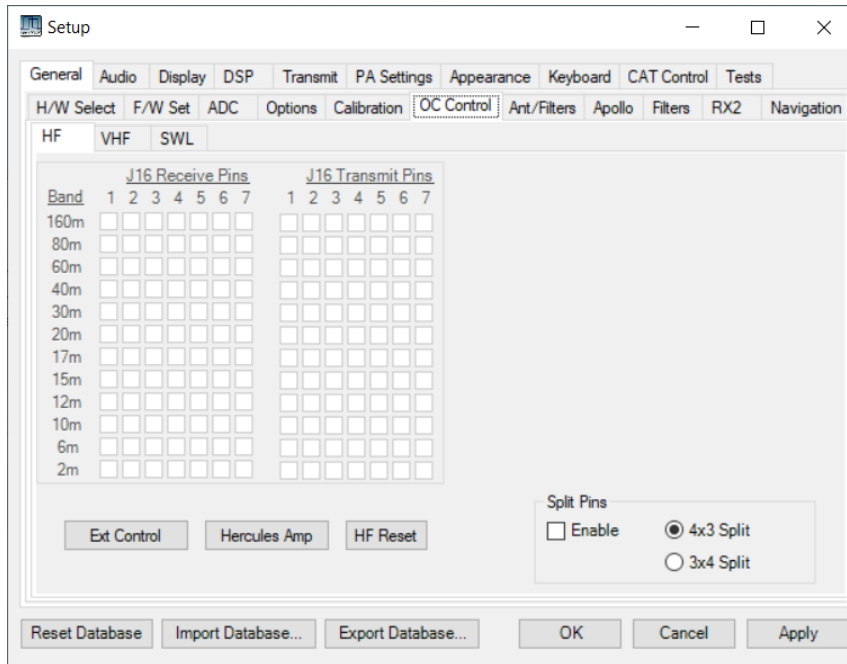 Setup
General Audio Display DSP Transmit PA Settings Appearance Keyboard CAT Control Tests
H/W Select F/W Set ADC Options Calibration OC Control Ant/Filters Apollo Filters RX2 Navigation
HF VHF SWL
J16 Receive Pins J16 Transmit Pins
Band 1 2 3 4 5 6 7 1 2 3 4 5 6 7
160m
80m
60m
40m
30m
20m
17m
15m
12m
10m
6m
2m
Split Pins
Ext Control Hercules Amp HF Reset Enable 4x3 Split
3x4 Split
Reset Database Import Database... Export Database... OK Cancel Apply